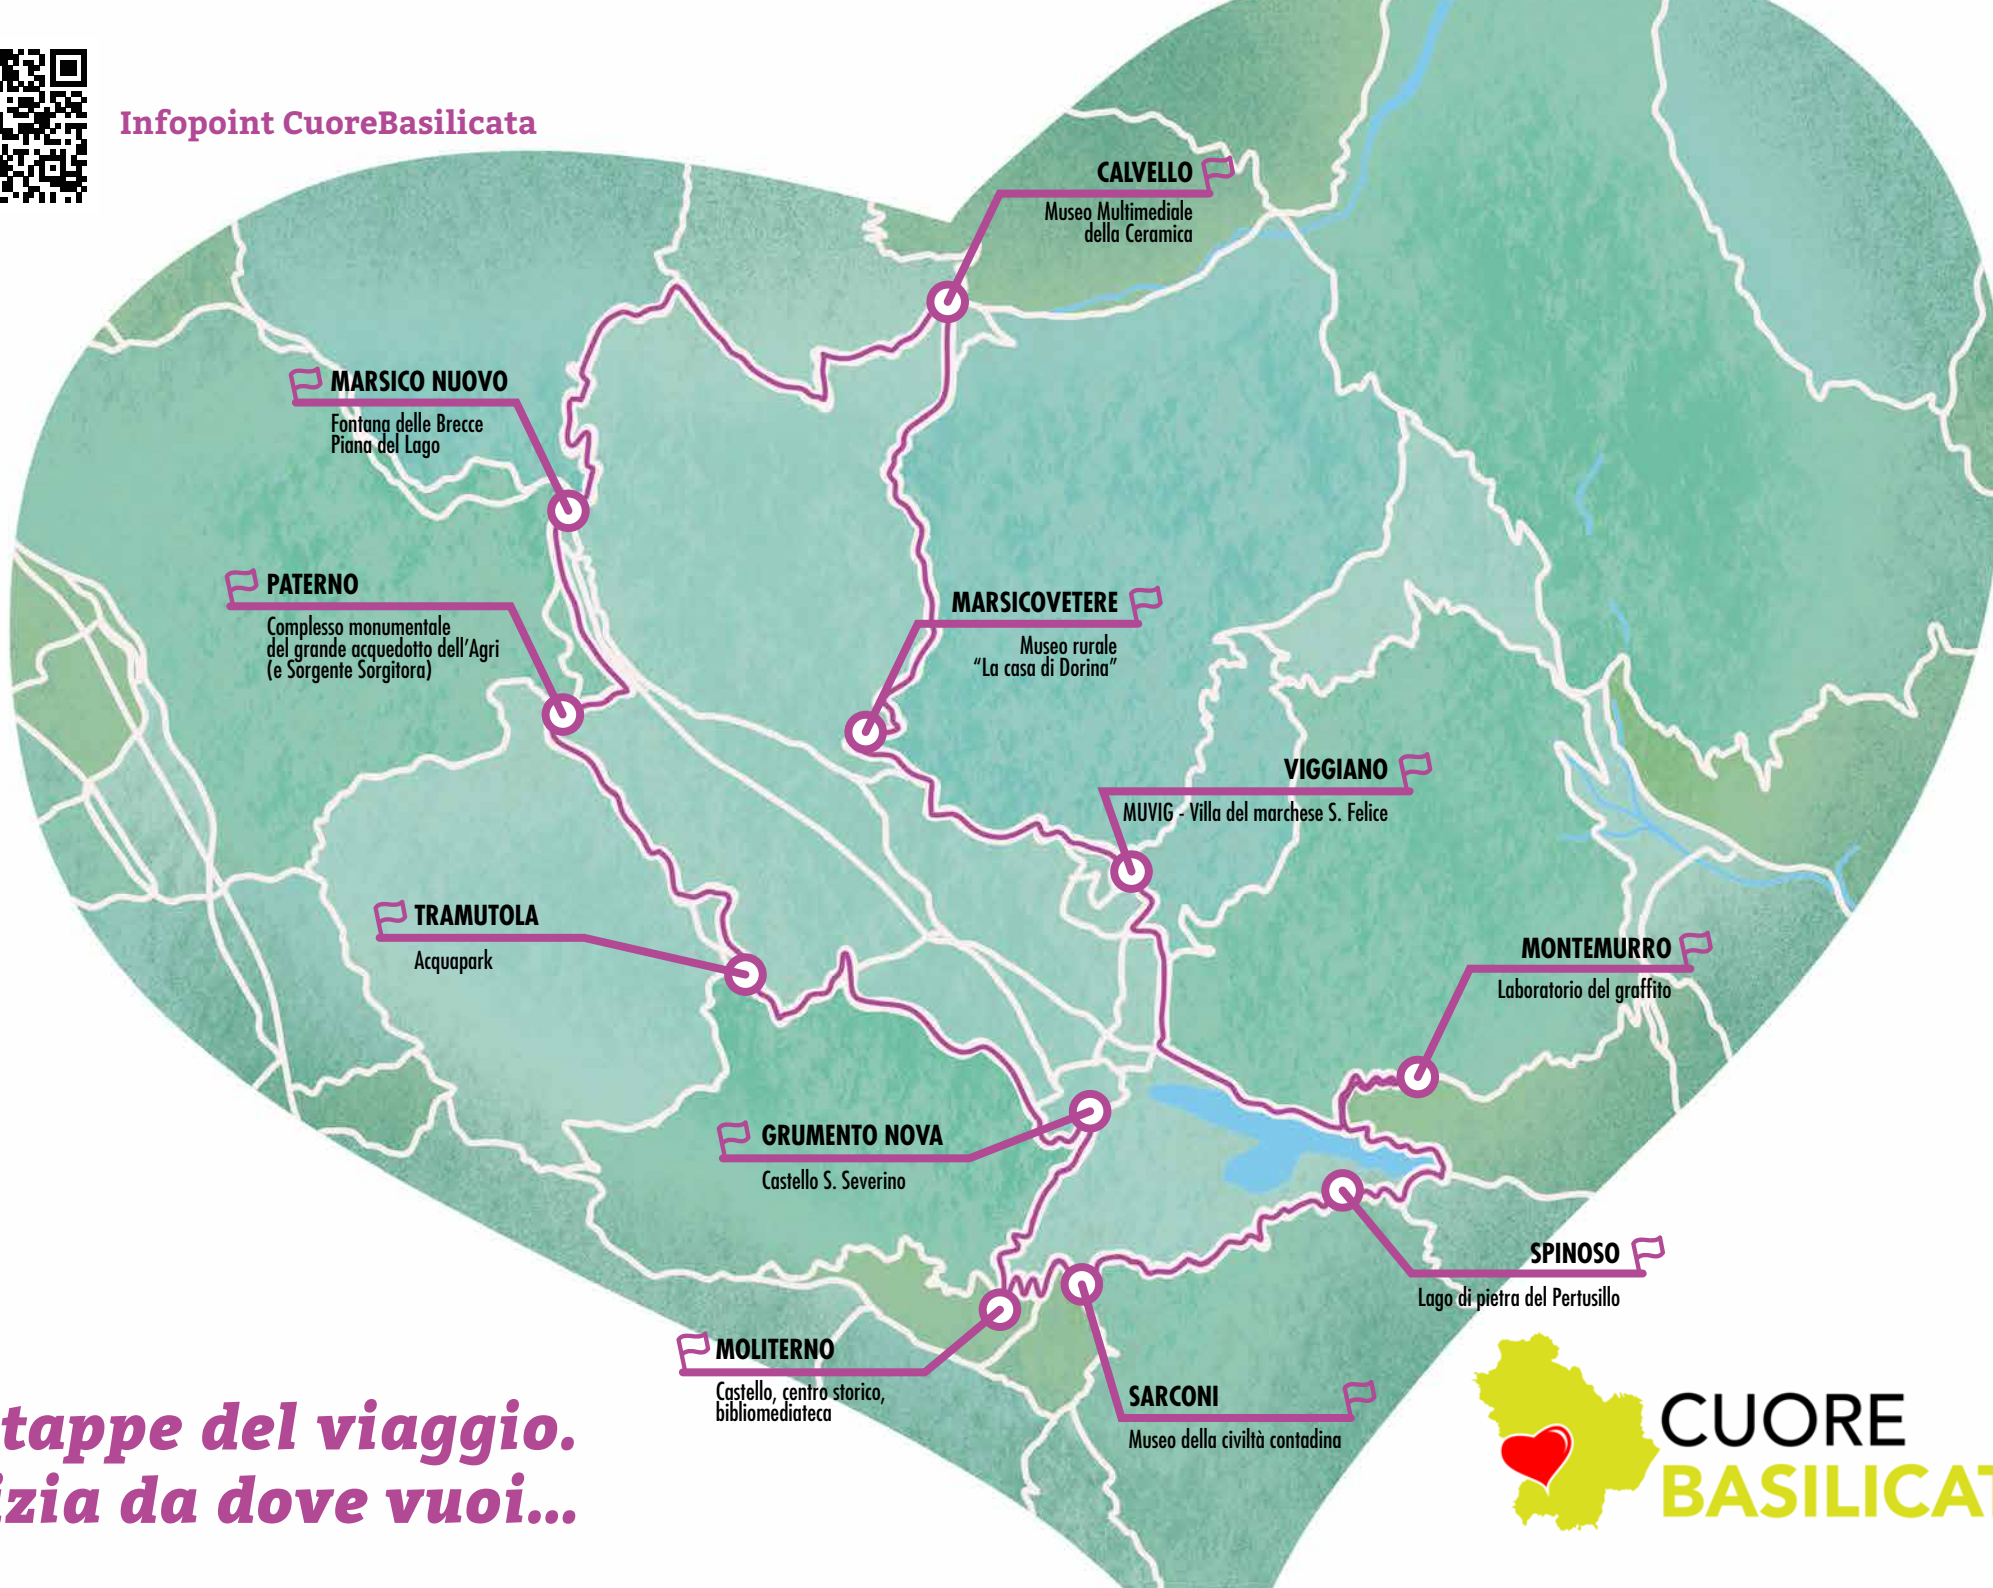 Infopoint CuoreBasilicata
CALVELLO
Museo Multimediale
della Ceramica
MARSICO NUOVO
Fontana delle Brecce
Piana del Lago
PATERNO
Complesso monumentale
del grande acquedotto dell'Agri
(e Sorgente Sorgitora)
MARSICOVETERE
Museo rurale
“La casa di Dorina”
VIGGIANO
MUVIG - Villa del marchese S. Felice
TRAMUTOLA
Acquapark
MONTEMURRO
Laboratorio del graffito
GRUMENTO NOVA
Castello S. Severino
SPINOSO
Lago di pietra del Pertusillo
MOLITERNO
Castello, centro storico,
bibliomediateca
SARCONI
Museo della civiltà contadina
tappe del viaggio.
izia da dove vuoi...
CUORE
BASILICAT